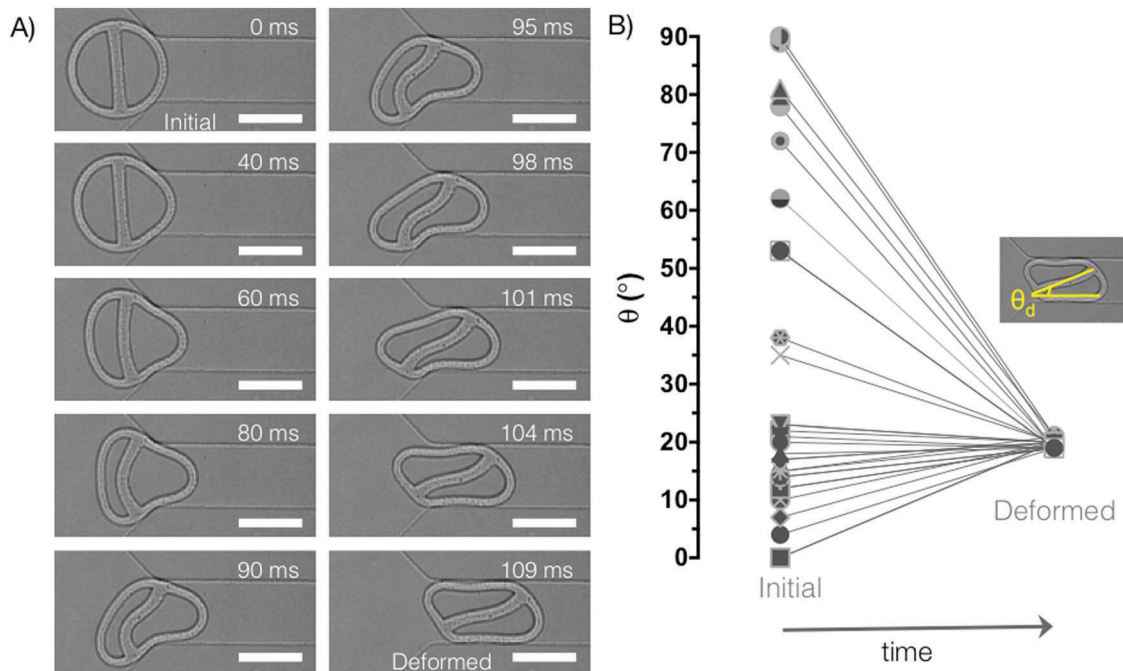 A)
0 ms
Initial
40 ms
60 ms
80 ms
90 ms
95 ms
98 ms
101 ms
104 ms
109 ms
Deformed
B)
90
80
70
60
50
40
30
20
10
0
θ (°)
θd
Initial
Deformed
time